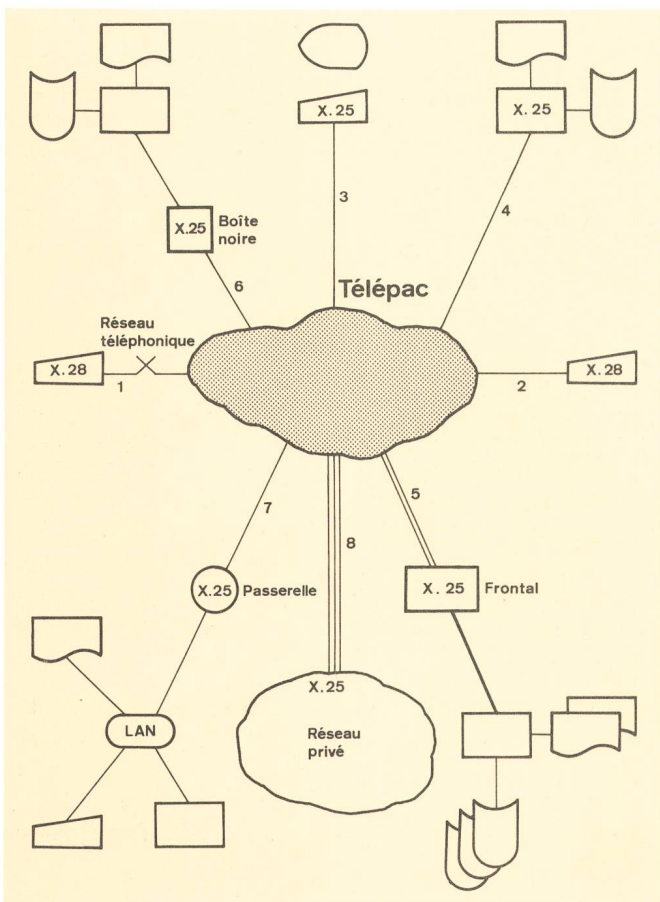 X.25
X.25
3
4
X.25
Boîte
noire
6
Télépac
Réseau
téléphonique
X.28
1
2
X.28
5
7
8
X.25
Passerelle
X.25
Frontal
X.25
LAN
Réseau
privé